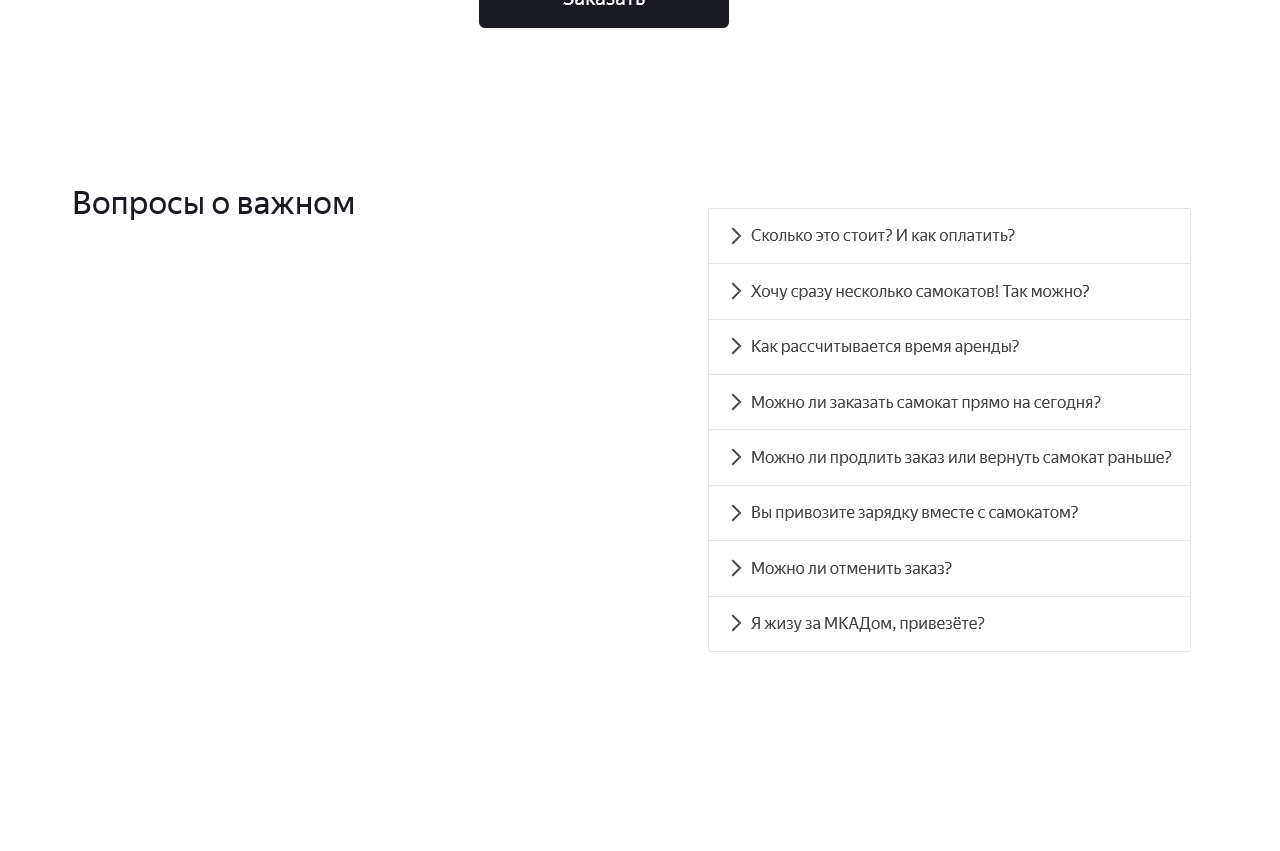 Заказать
Вопросы о важном
Сколько это стоит? И как оплатить?
Хочу сразу несколько самокатов! Так можно?
Как рассчитывается время аренды?
Можно ли заказать самокат прямо на сегодня?
Можно ли продлить заказ или вернуть самокат раньше?
Вы привозите зарядку вместе с самокатом?
Можно ли отменить заказ?
Я жизу за МКАДом, привезёте?